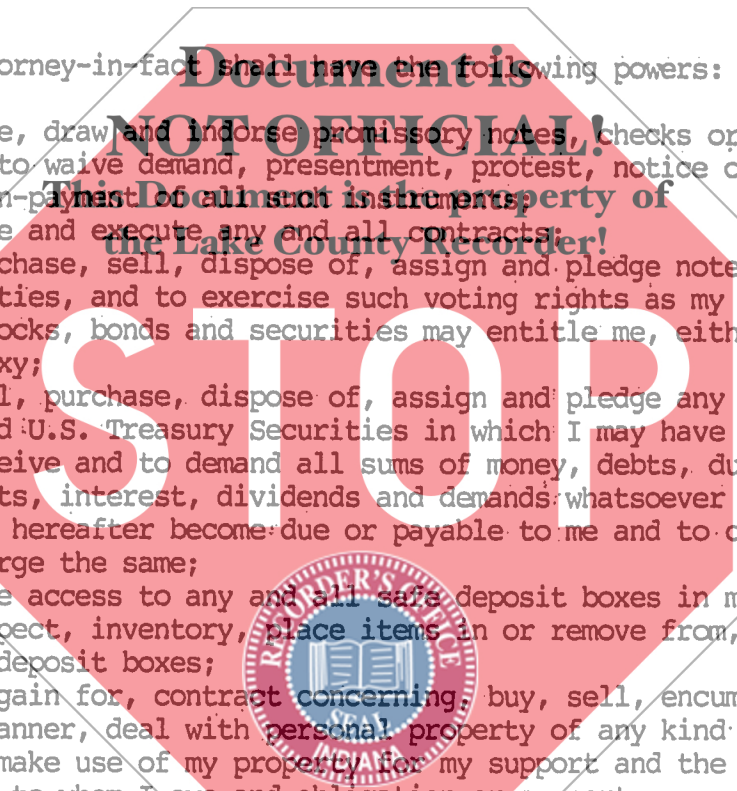 orney-in-fact shall have the following powers:
Document is
e, draw and indorse promissory notes, checks or
NOT OFFICIAL!
to waive demand, presentment, protest, notice o
n-payment of all such instruments;
This Document is the property of
e and execute any and all contracts;
the Lake County Recorder!
chase, sell, dispose of, assign and pledge note
ties, and to exercise such voting rights as my
ocks, bonds and securities may entitle me, eith
xy;
STOP
l, purchase, dispose of, assign and pledge any
d U.S. Treasury Securities in which I may have
eive and to demand all sums of money, debts, du
ts, interest, dividends and demands whatsoever
hereafter become due or payable to me and to d
rge the same;
e access to any and all safe deposit boxes in m
pect, inventory, place items in or remove from,
deposit boxes;
RECORDER'S OFFICE
SEAL
INDIANA
gain for, contract concerning, buy, sell, encum
anner, deal with personal property of any kind
make use of my property for my support and the